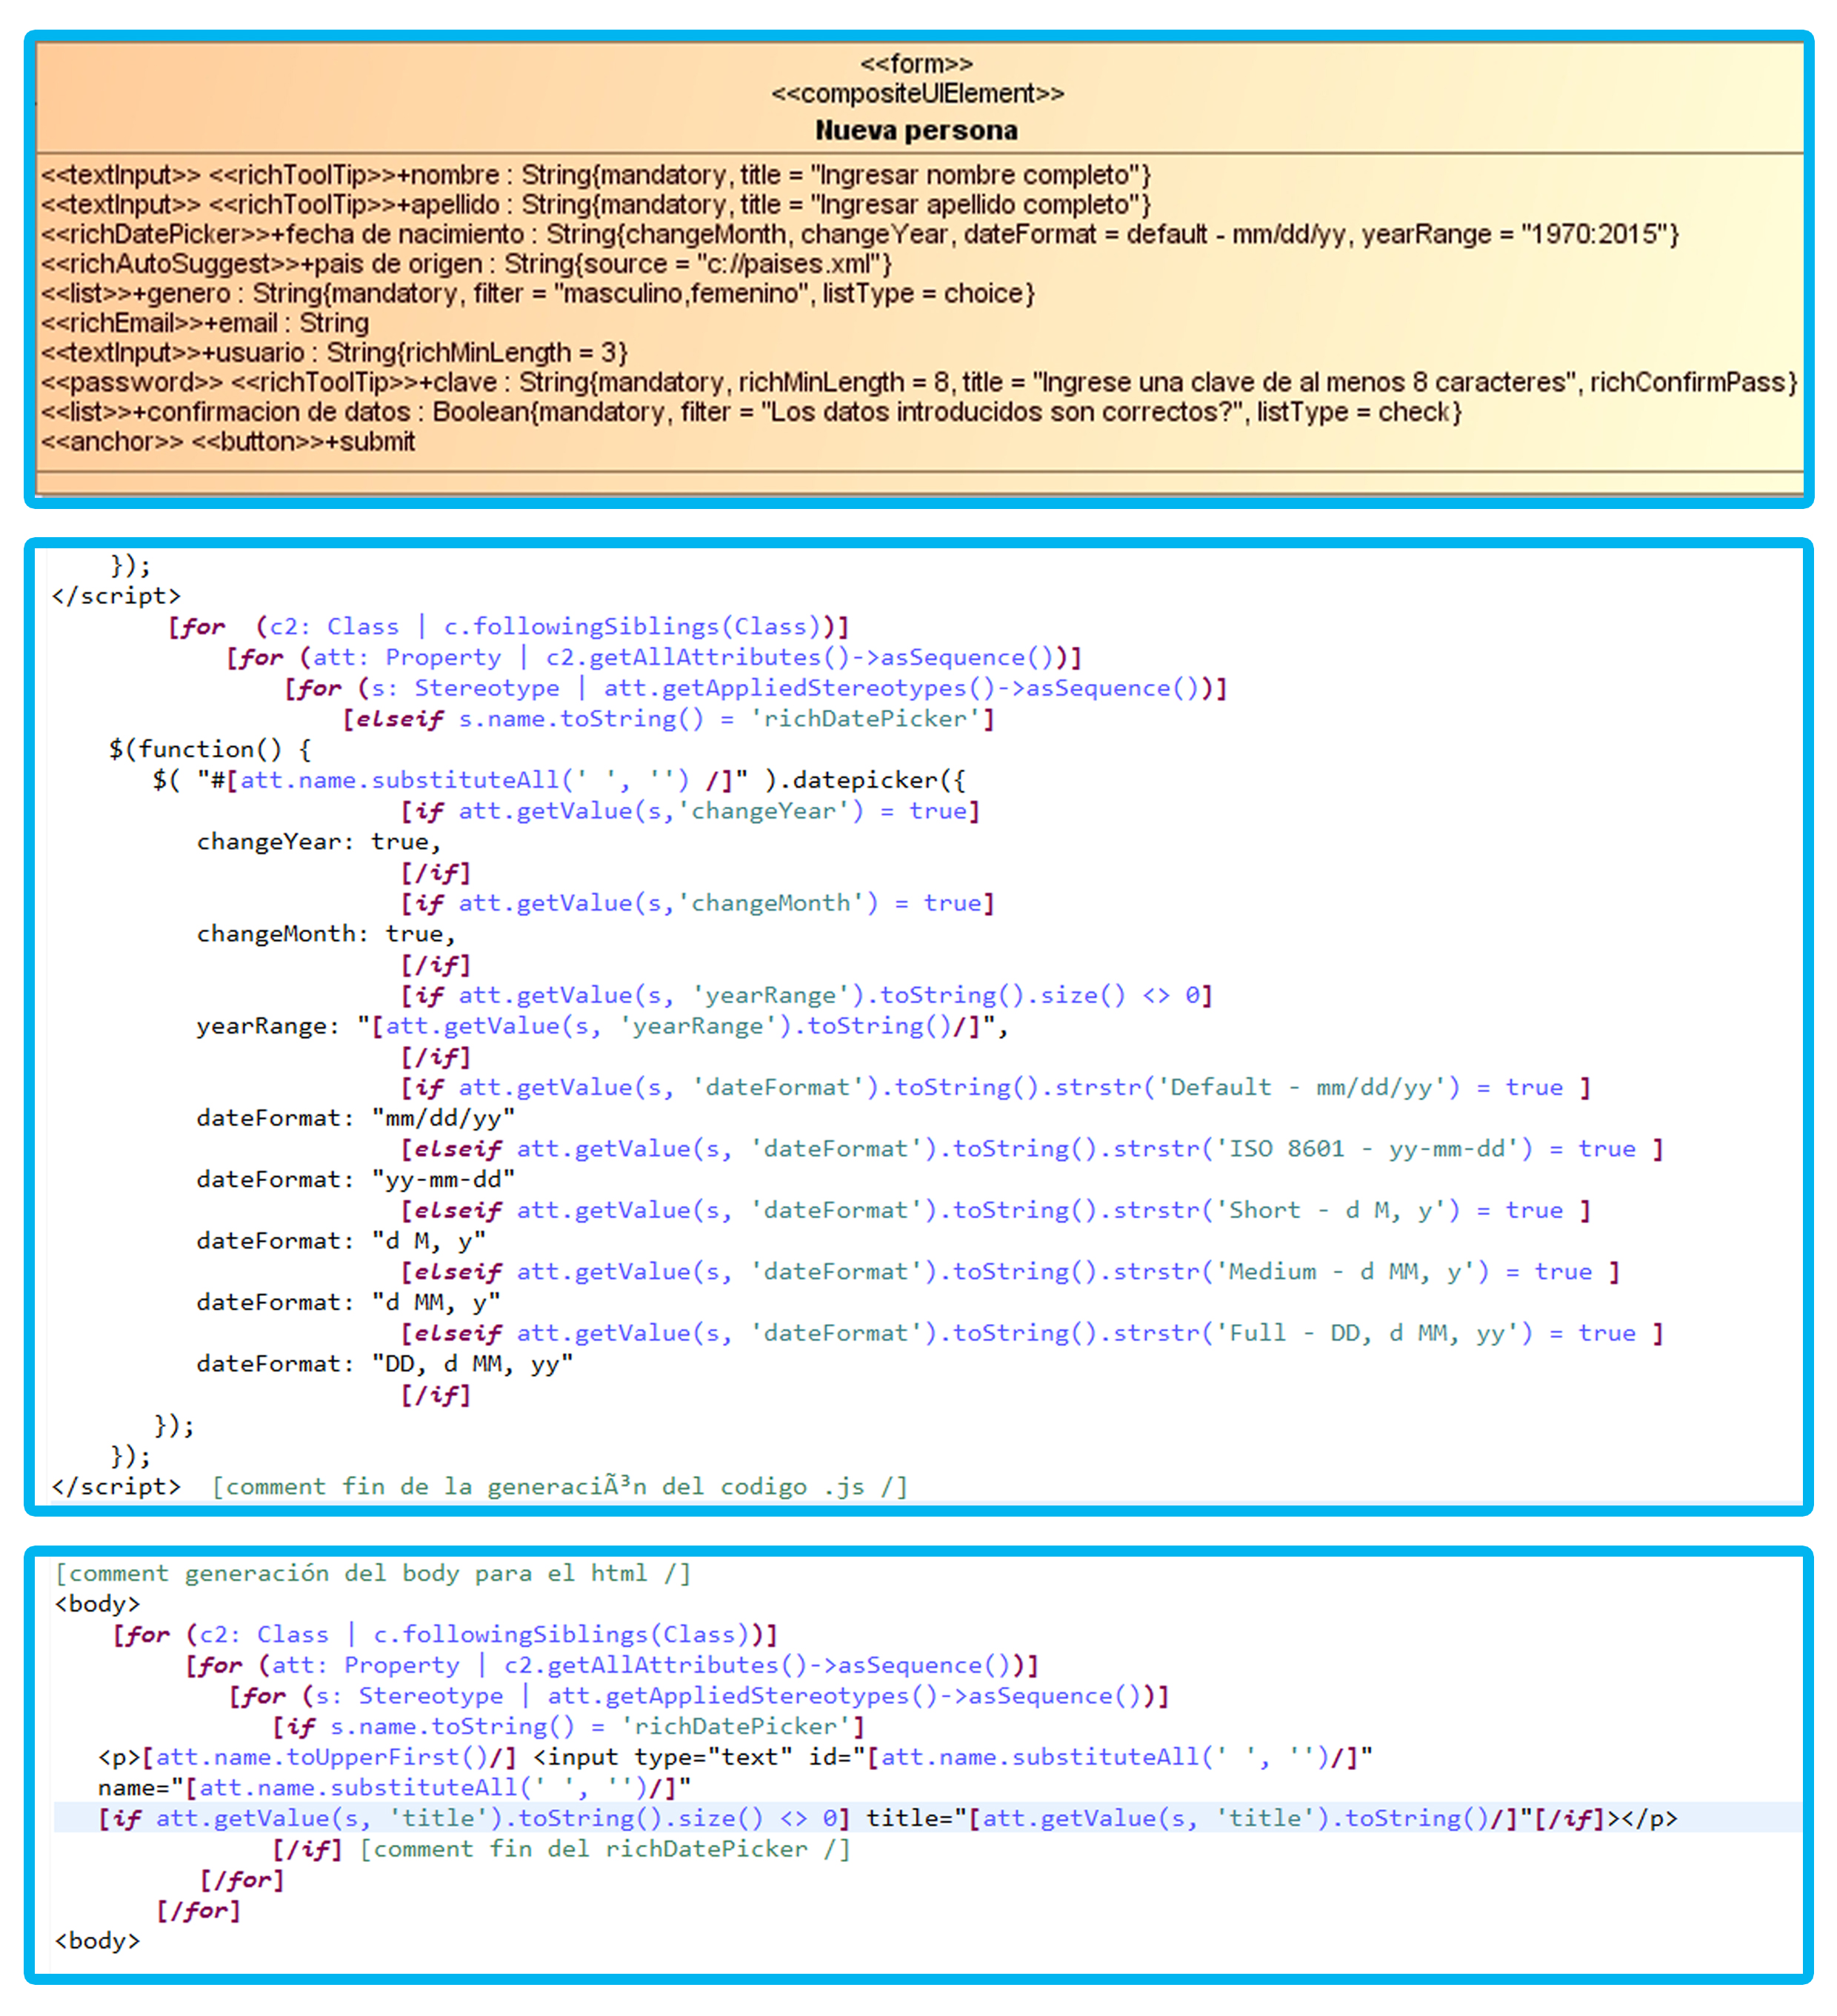 <<form>>
<<compositeUIElement>>
Nueva persona
<<textInput>> <<richToolTip>>+nombre : String{mandatory, title = "Ingresar nombre completo"}
<<textInput>> <<richToolTip>>+apellido : String{mandatory, title = "Ingresar apellido completo"}
<<richDatePicker>>+fecha de nacimiento : String{changeMonth, changeYear, dateFormat = default - mm/dd/yy, yearRange = "1970:2015"}
<<richAutoSuggest>>+pais de origen : String{source = "c://paises.xml"}
<<list>>+genero : String{mandatory, filter = "masculino,femenino", listType = choice}
<<richEmail>>+email : String
<<textInput>>+usuario : String{richMinLength = 3}
<<password>> <<richToolTip>>+clave : String{mandatory, richMinLength = 8, title = "Ingrese una clave de al menos 8 caracteres", richConfirmPass}
<<list>>+confirmacion de datos : Boolean{mandatory, filter = "Los datos introducidos son correctos?", listType = check}
<<anchor>> <<button>>+submit
});
</script>
[for  (c2: Class | c.followingSiblings(Class))]
[for (att: Property | c2.getAllAttributes()->asSequence())]
[for (s: Stereotype | att.getAppliedStereotypes()->asSequence())]
[elseif s.name.toString() = 'richDatePicker']
$(function() {
$( "#[att.name.substituteAll(' ', '') /]" ).datepicker({
[if att.getValue(s,'changeYear') = true]
changeYear: true,
[/if]
[if att.getValue(s,'changeMonth') = true]
changeMonth: true,
[/if]
[if att.getValue(s, 'yearRange').toString().size() <> 0]
yearRange: "[att.getValue(s, 'yearRange').toString()/]",
[/if]
[if att.getValue(s, 'dateFormat').toString().strstr('Default - mm/dd/yy') = true ]
dateFormat: "mm/dd/yy"
[elseif att.getValue(s, 'dateFormat').toString().strstr('ISO 8601 - yy-mm-dd') = true ]
dateFormat: "yy-mm-dd"
[elseif att.getValue(s, 'dateFormat').toString().strstr('Short - d M, y') = true ]
dateFormat: "d M, y"
[elseif att.getValue(s, 'dateFormat').toString().strstr('Medium - d MM, y') = true ]
dateFormat: "d MM, y"
[elseif att.getValue(s, 'dateFormat').toString().strstr('Full - DD, d MM, yy') = true ]
dateFormat: "DD, d MM, yy"
[/if]
});
});
</script>  [comment fin de la generaciÃ³n del codigo .js /]
[comment generación del body para el html /]
<body>
[for (c2: Class | c.followingSiblings(Class))]
[for (att: Property | c2.getAllAttributes()->asSequence())]
[for (s: Stereotype | att.getAppliedStereotypes()->asSequence())]
[if s.name.toString() = 'richDatePicker']
<p>[att.name.toUpperFirst()/] <input type="text" id="[att.name.substituteAll(' ', '')/]"
name="[att.name.substituteAll(' ', '')/]"
[if att.getValue(s, 'title').toString().size() <> 0] title="[att.getValue(s, 'title').toString()/]"[/if]></p>
[/if] [comment fin del richDatePicker /]
[/for]
[/for]
<body>